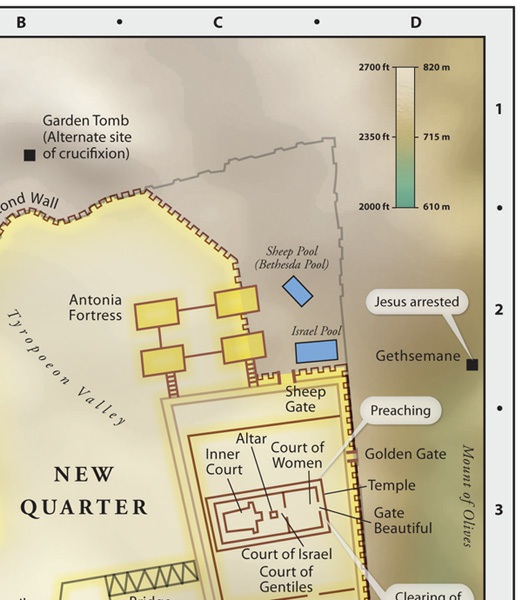 B • C • D
2700 ft 820 m
1
Garden Tomb
(Alternate site
of crucifixion)
2350 ft 715 m
2000 ft 610 m
•
ond Wall
Sheep Pool
(Bethesda Pool)
Antonia
Fortress
Jesus arrested
2
Israel Pool
Gethsemane
Tyropoeon Valley
Sheep
Gate
•
Preaching
Altar
Court of
Women
Inner
Court
Golden Gate
Mount of Olives
NEW
QUARTER
Temple
3
Gate
Beautiful
Court of Israel
Court of
Gentiles
Clearing of
Bridge